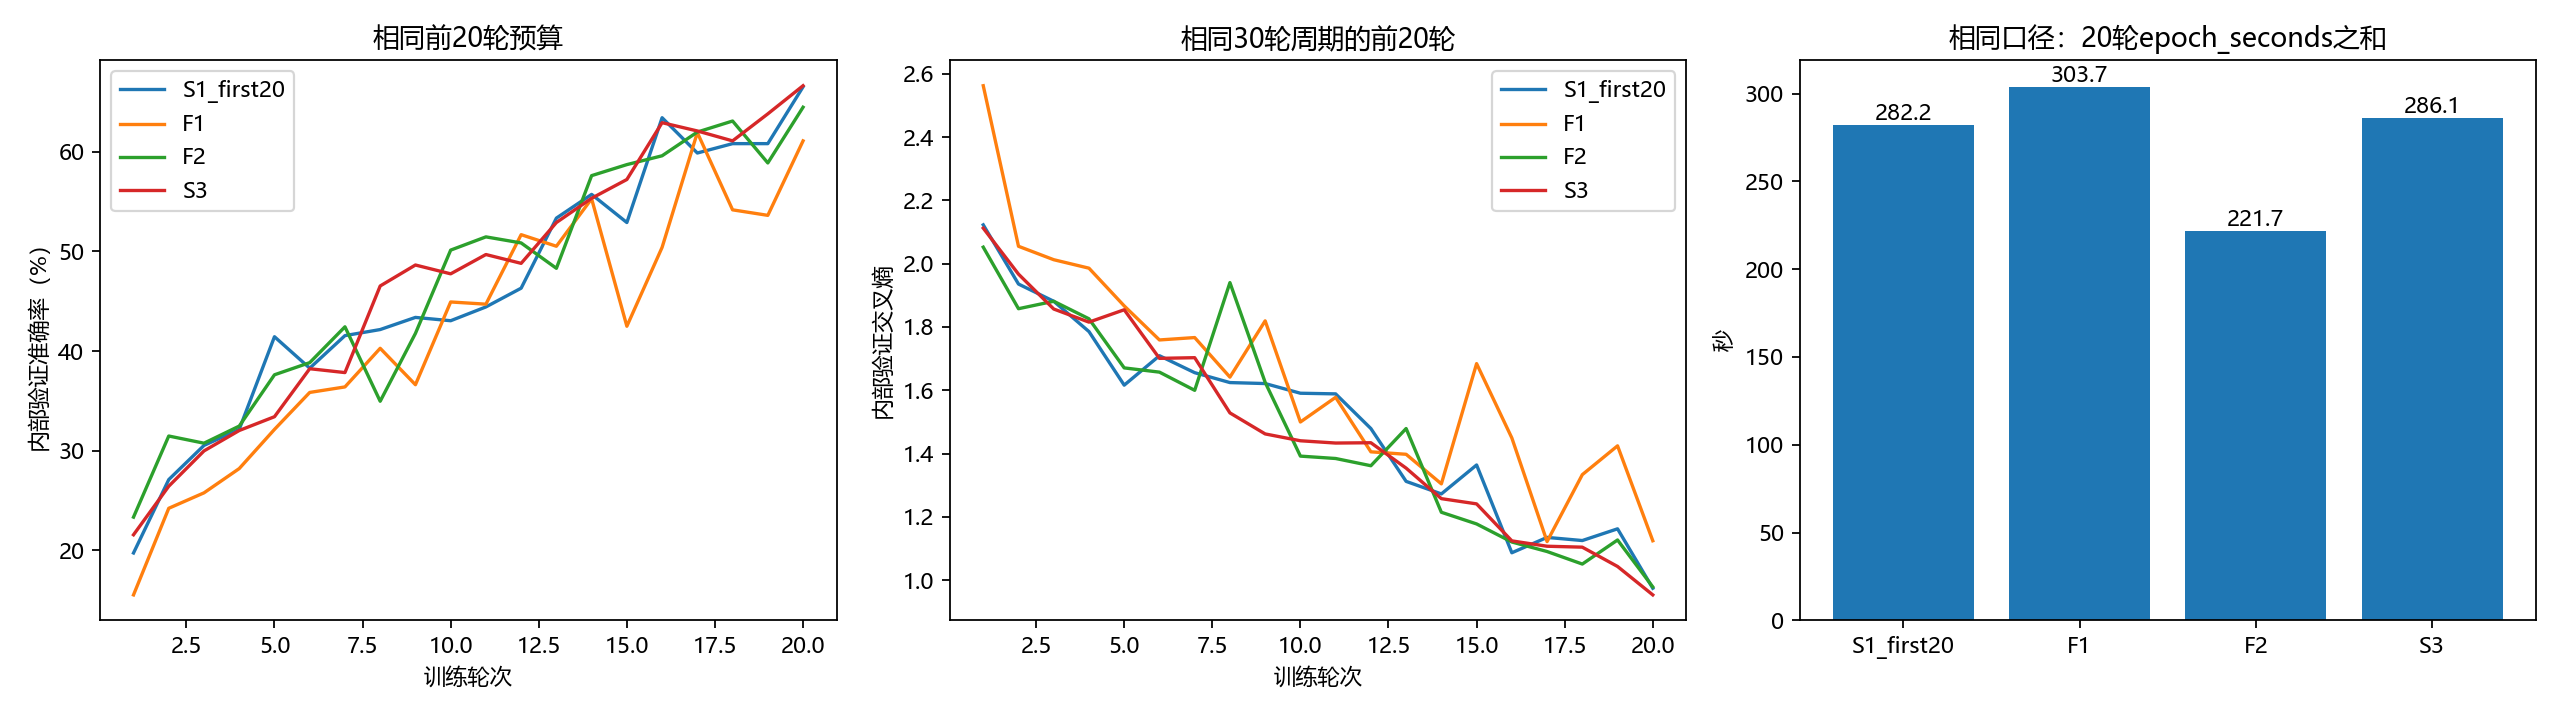 相同前20轮预算
S1_first20
F1
F2
S3
60
50
40
30
20
内部验证准确率（%）
2.5
5.0
7.5
10.0
12.5
15.0
17.5
20.0
训练轮次
相同30轮周期的前20轮
S1_first20
F1
F2
S3
2.6
2.4
2.2
2.0
1.8
1.6
1.4
1.2
1.0
内部验证交叉熵
2.5
5.0
7.5
10.0
12.5
15.0
17.5
20.0
训练轮次
相同口径：20轮epoch_seconds之和
282.2
303.7
221.7
286.1
300
250
200
150
100
50
0
秒
S1_first20
F1
F2
S3